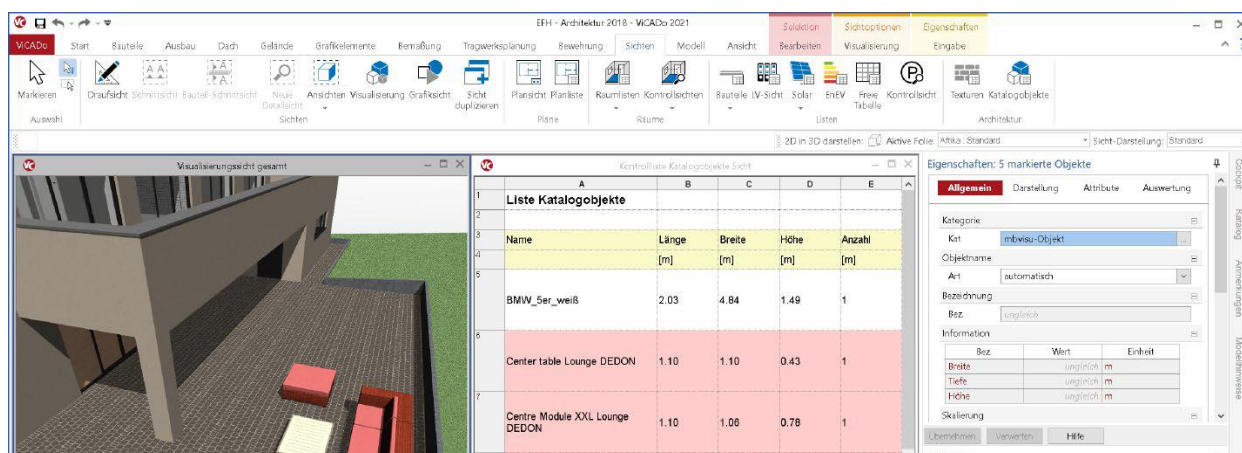 EFH - Architektur 2018 - ViCADo 2021
Selektion Sichtoptionen Eigenschaften
ViCADo Start Bauteile Ausbau Dach Gelände Grafikelemente Bemaßung Tragwerksplanung Bewehrung Sichten Modell Ansicht Bearbeiten Visualisierung Eingabe
Markieren Draufsicht Schnittsicht Bauteil-Schnittsicht Neue Detailsicht Ansichten Visualisierung Grafiksicht Sicht duplizieren Plansicht Planliste Raumlisten Kontrollsichten Bauteile LV-Sicht Solar EnEV Freie Tabelle Kontrollsicht Texturen Katalogobjekte
Auswahl Sichten Pläne Räume Listen Architektur
2D in 3D darstellen: Aktive Folie: Attika: Standard Sicht-Darstellung: Standard
Visualisierungssicht gesamt
Kontrollliste Katalogobjekte Sicht
A B C D E
1 Liste Katalogobjekte
2
3 Name Länge Breite Höhe Anzahl
4 [m] [m] [m] [m]
5 BMW_5er_weiß 2.03 4.84 1.49 1
6 Center table Lounge DEDON 1.10 1.10 0.43 1
7 Centre Module XXL Lounge DEDON 1.10 1.06 0.78 1
Eigenschaften: 5 markierte Objekte
Allgemein Darstellung Attribute Auswertung
Kategorie
Kat mbvisu-Objekt ...
Objektname
Art automatisch
Bezeichnung
Bez ungleich
Information
Bez Wert Einheit
Breite ungleich m
Tiefe ungleich m
Höhe ungleich m
Skalierung
Übernehmen Verwerfen Hilfe
Cockpit
Katalog
Anmerkungen
Modellhinweise